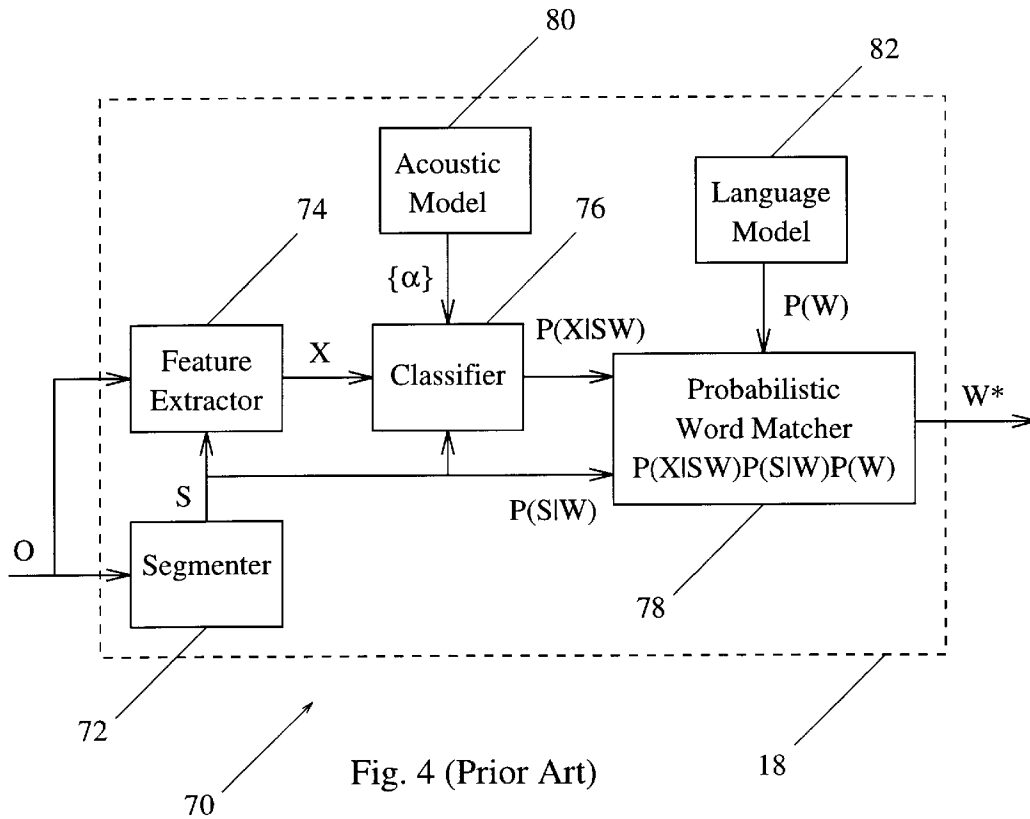 80
82
Acoustic
Model
Language
Model
74
76
{α}
P(W)
P(X|SW)
Feature
Extractor
X
Classifier
Probabilistic
Word Matcher
P(X|SW)P(S|W)P(W)
W*
S
P(S|W)
O
Segmenter
78
72
70
18
Fig. 4 (Prior Art)